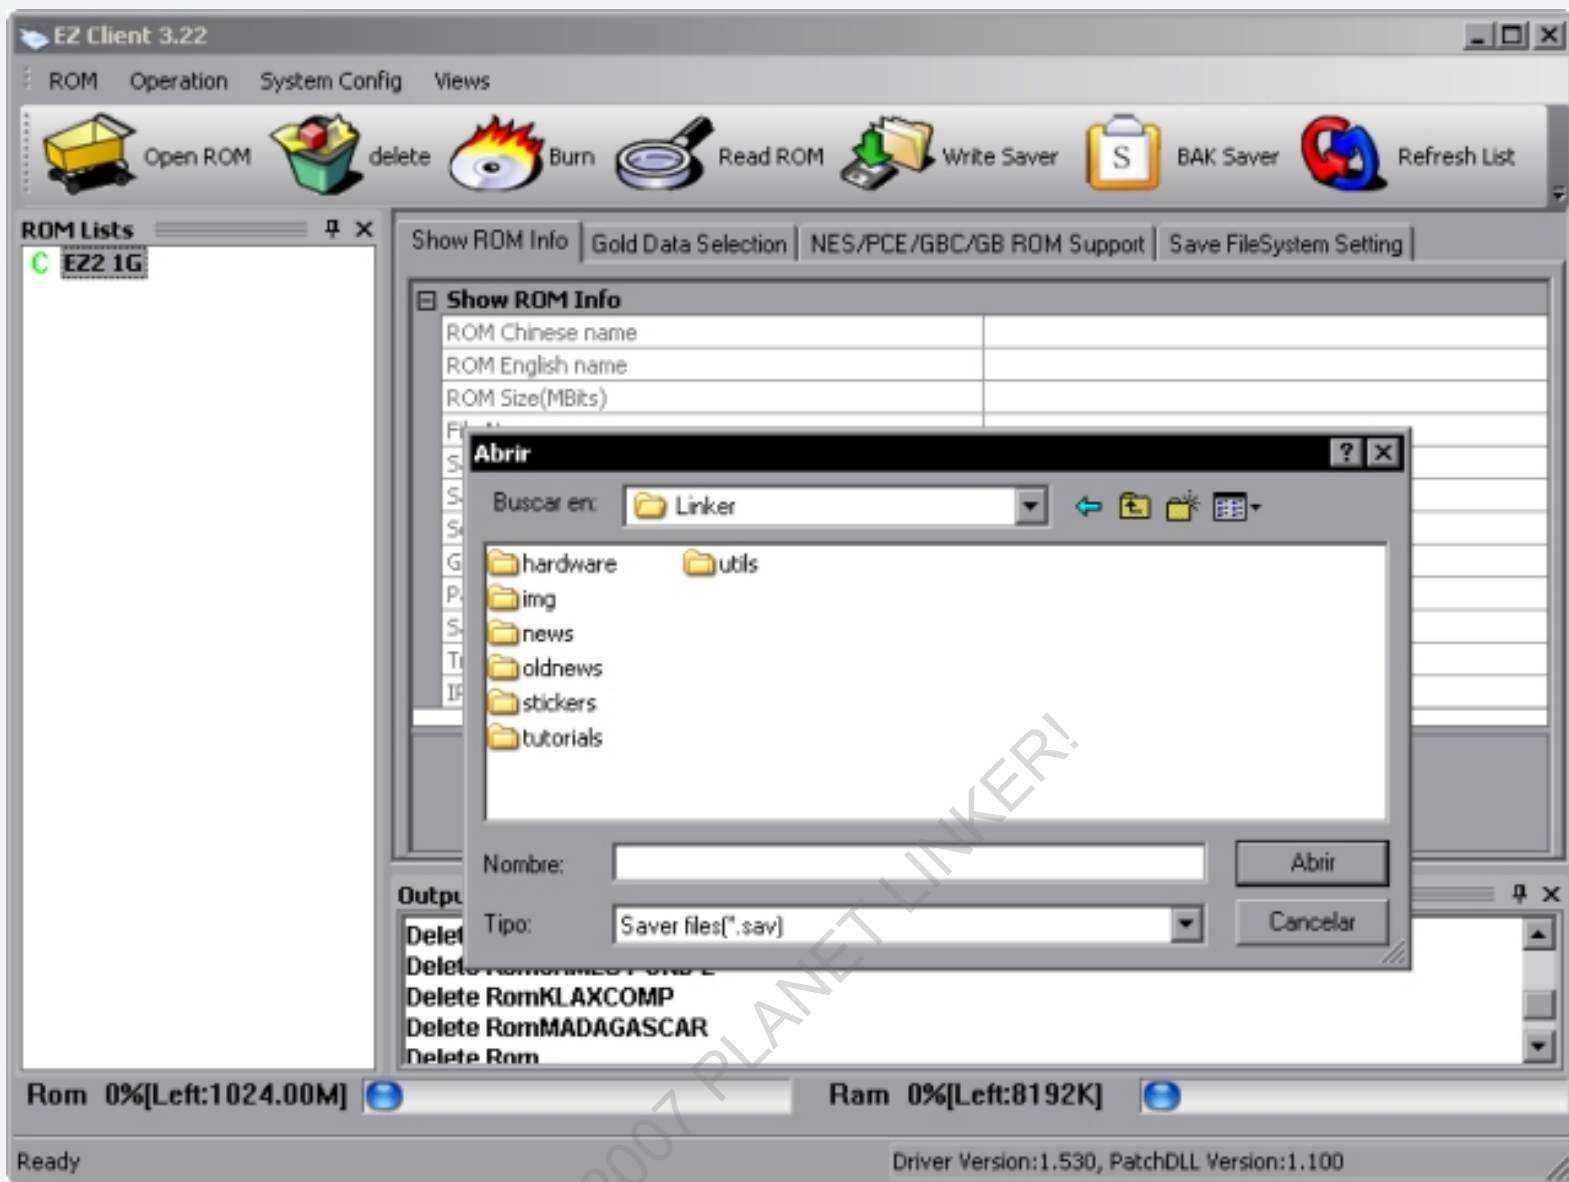 EZ Client 3.22
ROM Operation System Config Views
Open ROM delete Burn Read ROM Write Saver S BAK Saver Refresh List
ROM Lists
C EZ2 1G
Show ROM Info Gold Data Selection NES/PCE/GBC/GB ROM Support Save FileSystem Setting
Show ROM Info
ROM Chinese name
ROM English name
ROM Size(MBits)
Abrir
Buscar en: Linker
hardware utils
img
news
oldnews
stickers
tutorials
Nombre: Abrir
Tipo: Saver files(*.sav) Cancelar
Delete RomKLAXCOMP
Delete RomMADAGASCAR
Delete Rom
Rom 0%[Left:1024.00M] Ram 0%[Left:8192K]
Ready Driver Version:1.530, PatchDLL Version:1.100
2007 PLANET LINKER!